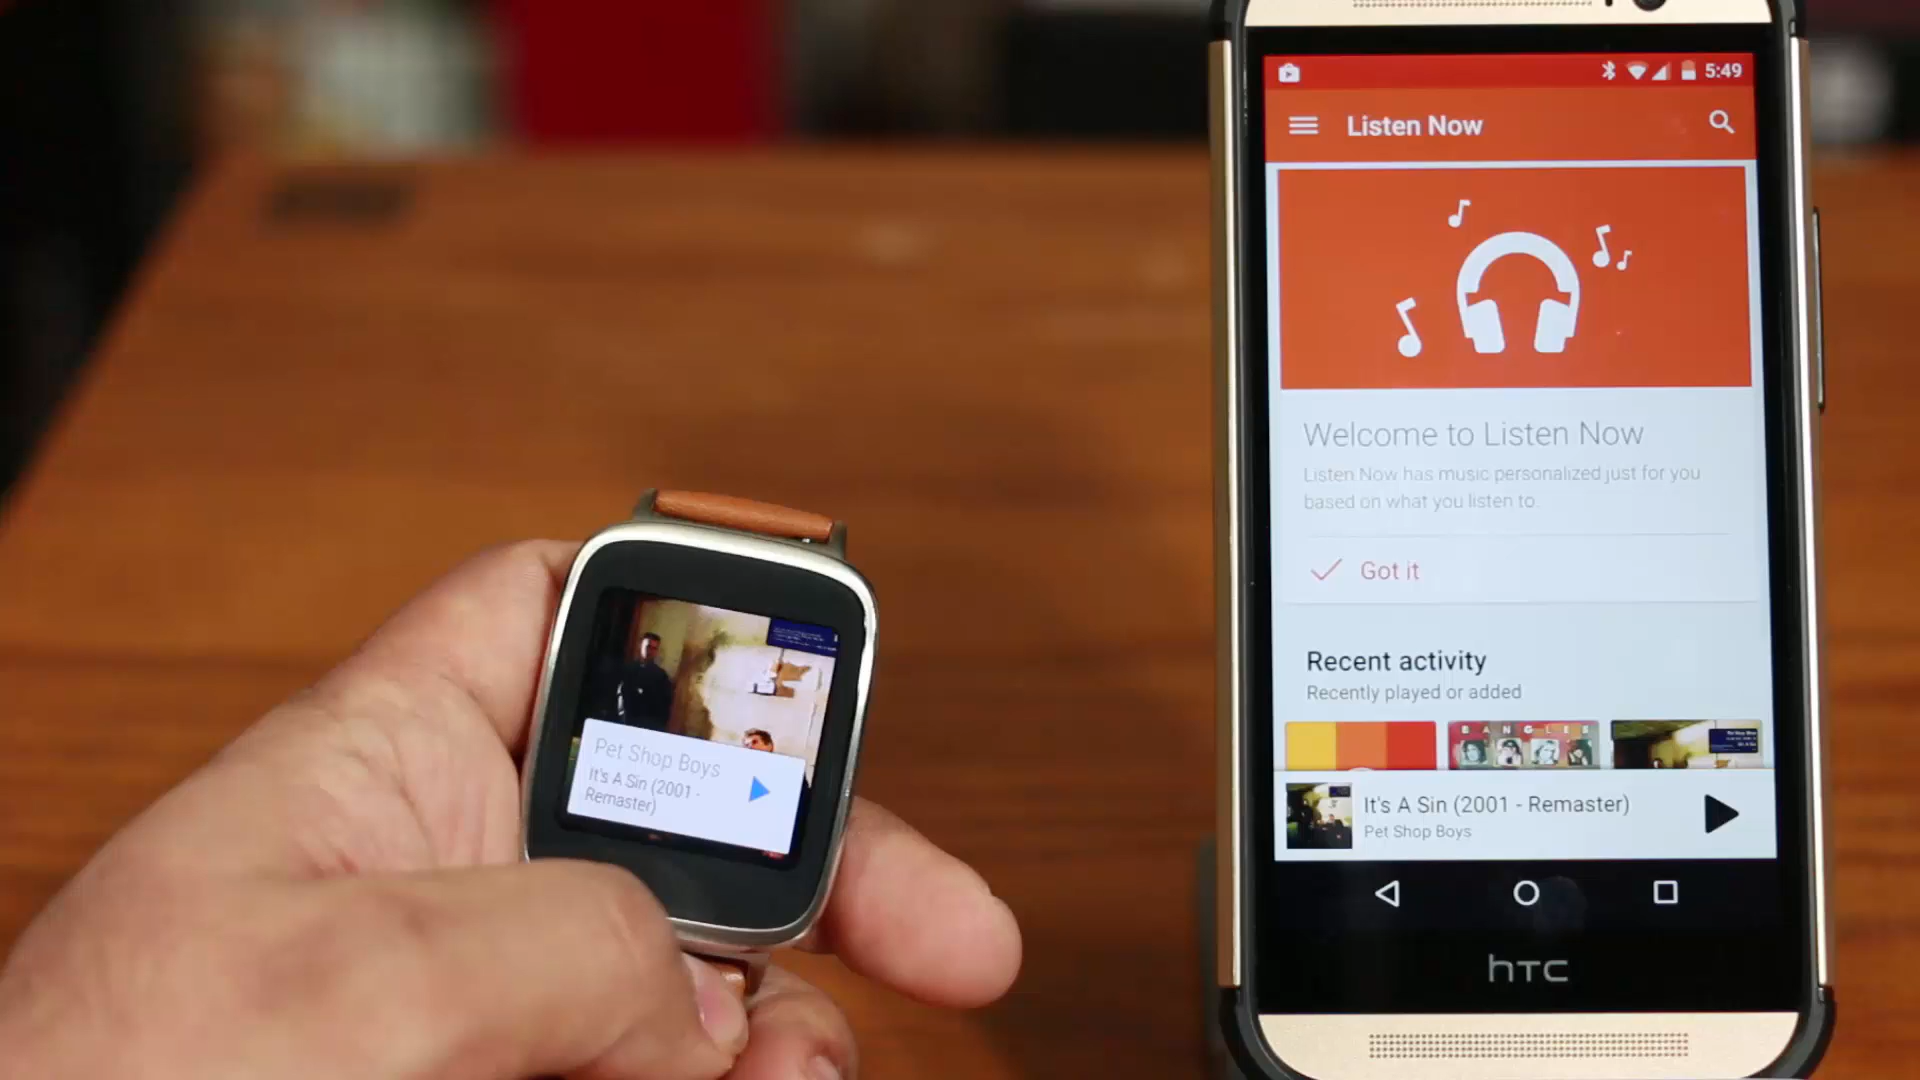 5:49
Listen Now
Welcome to Listen Now
Listen Now has music personalized just for you
based on what you listen to.
Got it
Recent activity
Recently played or added
BANGLES
It's A Sin (2001 - Remaster)
Pet Shop Boys
hTC
Pet Shop Boys
It's A Sin (2001 -
Remaster)